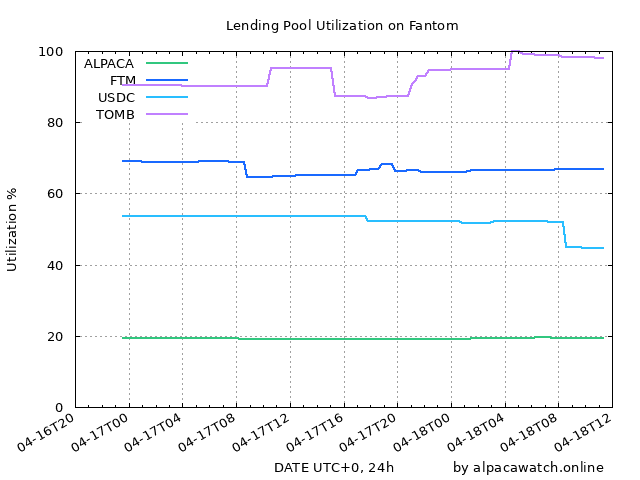 Lending Pool Utilization on Fantom
Utilization %
100
80
60
40
20
0
ALPACA
FTM
USDC
TOMB
04-16T20
04-17T00
04-17T04
04-17T08
04-17T12
04-17T16
04-17T20
04-18T00
04-18T04
04-18T08
04-18T12
DATE UTC+0, 24h
by alpacawatch.online